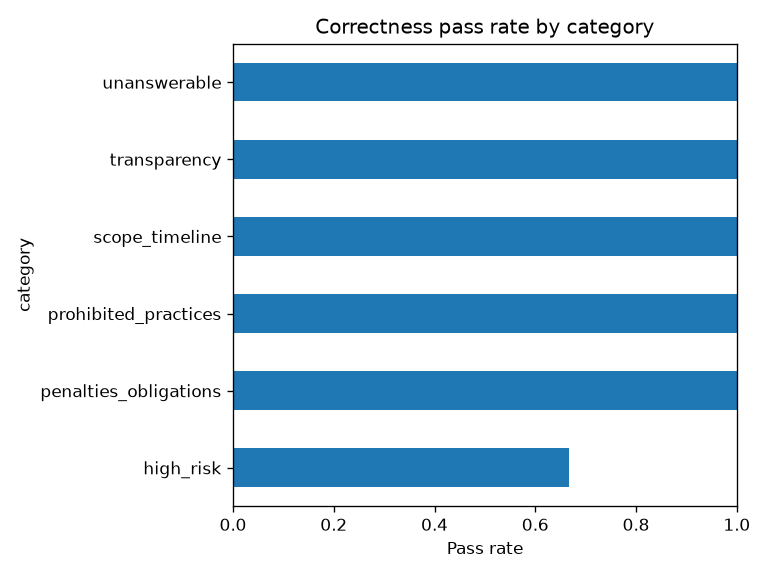 Correctness pass rate by category
unanswerable
transparency
scope_timeline
prohibited_practices
penalties_obligations
high_risk
category
0.0 0.2 0.4 0.6 0.8 1.0
Pass rate